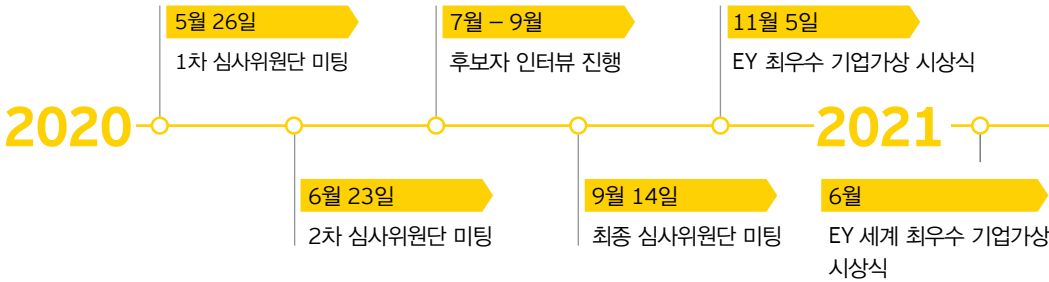 2020
5월 26일
1차 심사위원단 미팅
6월 23일
2차 심사위원단 미팅
7월 – 9월
후보자 인터뷰 진행
9월 14일
최종 심사위원단 미팅
11월 5일
EY 최우수 기업가상 시상식
2021
6월
EY 세계 최우수 기업가상
시상식